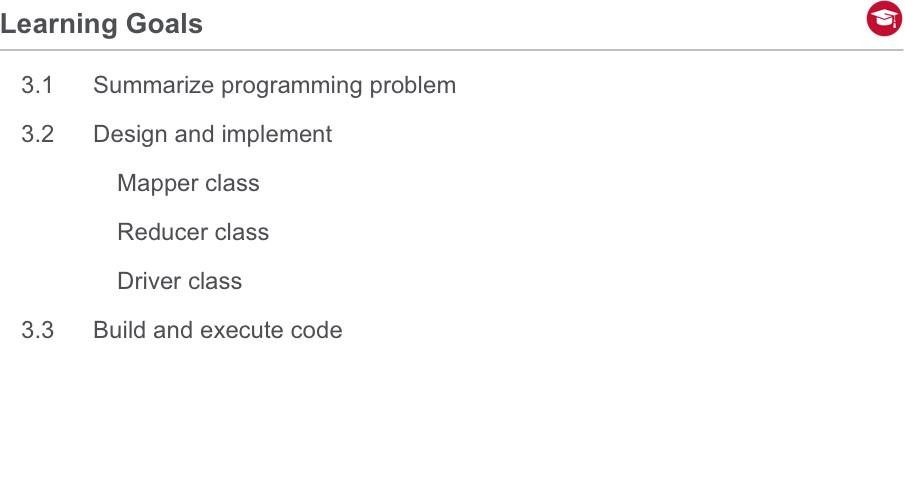 Learning Goals
3.1 Summarize programming problem
3.2 Design and implement
Mapper class
Reducer class
Driver class
3.3 Build and execute code